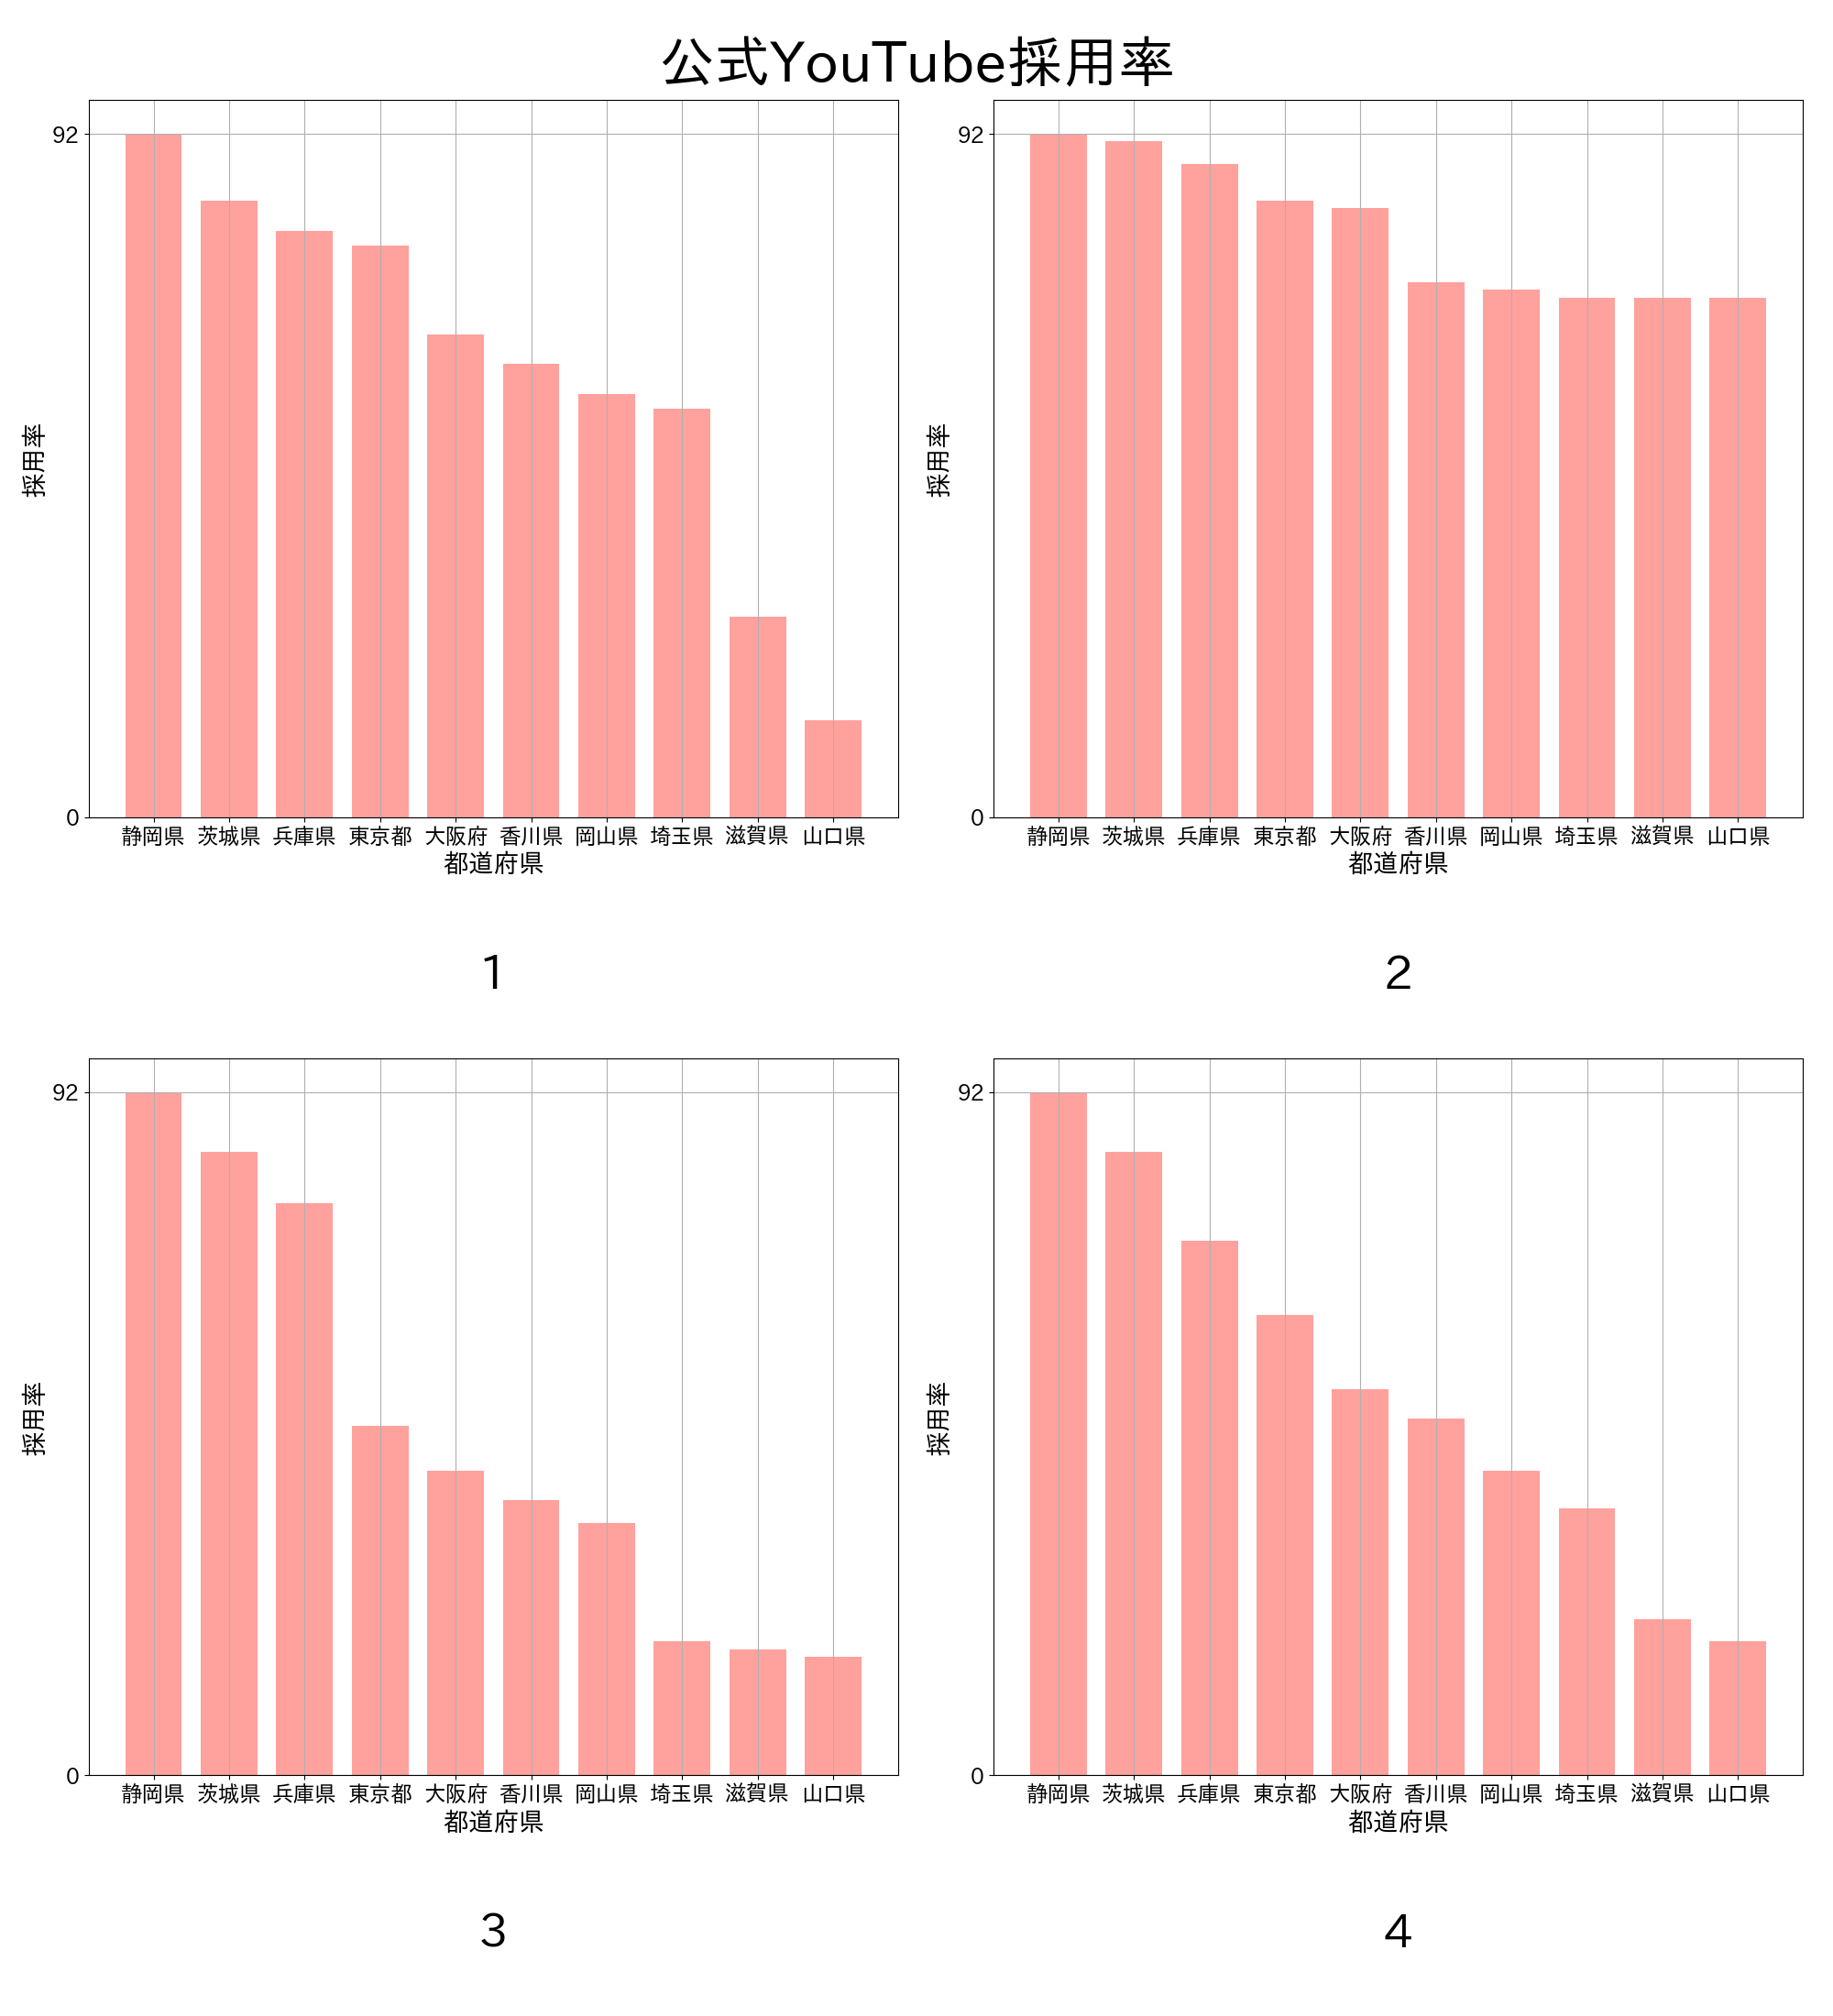 公式YouTube採用率
92
採用率
0
静岡県 茨城県 兵庫県 東京都 大阪府 香川県 岡山県 埼玉県 滋賀県 山口県
都道府県
1
92
採用率
0
静岡県 茨城県 兵庫県 東京都 大阪府 香川県 岡山県 埼玉県 滋賀県 山口県
都道府県
2
92
採用率
0
静岡県 茨城県 兵庫県 東京都 大阪府 香川県 岡山県 埼玉県 滋賀県 山口県
都道府県
3
92
採用率
0
静岡県 茨城県 兵庫県 東京都 大阪府 香川県 岡山県 埼玉県 滋賀県 山口県
都道府県
4